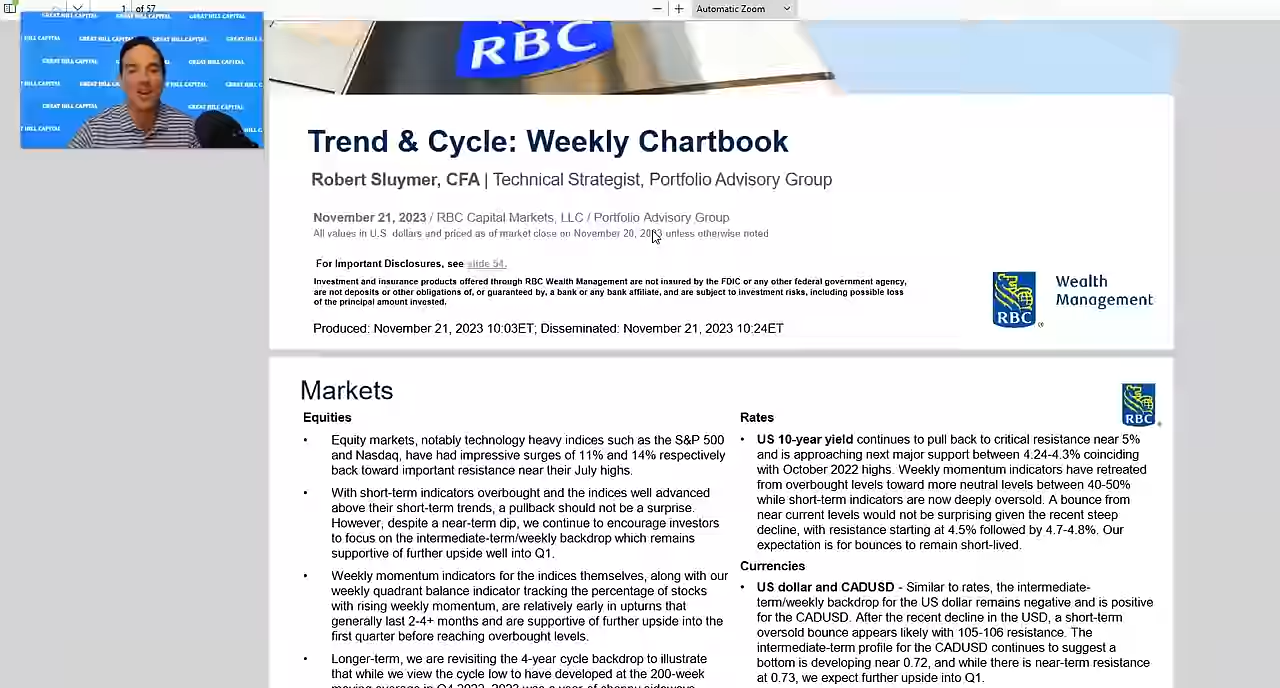 1 of 57
Automatic Zoom
GREAT HILL CAPITAL
GREAT HILL CAPITAL
GREAT HILL CAPITAL
RBC
Trend & Cycle: Weekly Chartbook
Robert Sluymer, CFA | Technical Strategist, Portfolio Advisory Group
November 21, 2023 / RBC Capital Markets, LLC / Portfolio Advisory Group
All values in U.S. dollars and priced as of market close on November 20, 2023 unless otherwise noted
For Important Disclosures, see slide 54.
Investment and insurance products offered through RBC Wealth Management are not insured by the FDIC or any other federal government agency,
are not deposits or other obligations of, or guaranteed by, a bank or any bank affiliate, and are subject to investment risks, including possible loss
of the principal amount invested.
Produced: November 21, 2023 10:03ET; Disseminated: November 21, 2023 10:24ET
RBC
Wealth
Management
Markets
RBC
Equities
• Equity markets, notably technology heavy indices such as the S&P 500
and Nasdaq, have had impressive surges of 11% and 14% respectively
back toward important resistance near their July highs.
• With short-term indicators overbought and the indices well advanced
above their short-term trends, a pullback should not be a surprise.
However, despite a near-term dip, we continue to encourage investors
to focus on the intermediate-term/weekly backdrop which remains
supportive of further upside well into Q1.
• Weekly momentum indicators for the indices themselves, along with our
weekly quadrant balance indicator tracking the percentage of stocks
with rising weekly momentum, are relatively early in upturns that
generally last 2-4+ months and are supportive of further upside into the
first quarter before reaching overbought levels.
• Longer-term, we are revisiting the 4-year cycle backdrop to illustrate
that while we view the cycle low to have developed at the 200-week
moving average in Q4 2022, 2023 was a year of choppy sideways
Rates
• US 10-year yield continues to pull back to critical resistance near 5%
and is approaching next major support between 4.24-4.3% coinciding
with October 2022 highs. Weekly momentum indicators have retreated
from overbought levels toward more neutral levels between 40-50%
while short-term indicators are now deeply oversold. A bounce from
near current levels would not be surprising given the recent steep
decline, with resistance starting at 4.5% followed by 4.7-4.8%. Our
expectation is for bounces to remain short-lived.
Currencies
• US dollar and CADUSD - Similar to rates, the intermediate-
term/weekly backdrop for the US dollar remains negative and is positive
for the CADUSD. After the recent decline in the USD, a short-term
oversold bounce appears likely with 105-106 resistance. The
intermediate-term profile for the CADUSD continues to suggest a
bottom is developing near 0.72, and while there is near-term resistance
at 0.73, we expect further upside into Q1.